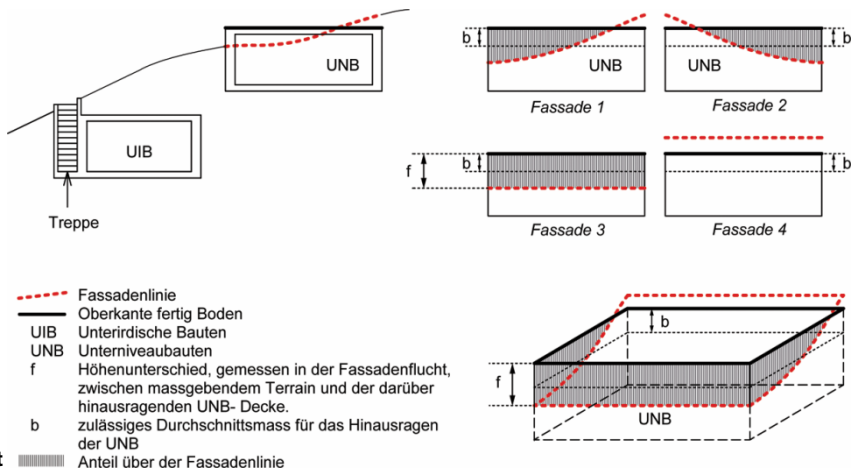 UNB
UIB
Treppe
b
UNB
Fassade 1
UNB
b
Fassade 2
f
b
Fassade 3
b
Fassade 4
Fassadenlinie
Oberkante fertig Boden
UIB Unterirdische Bauten
UNB Unterniveaubauten
f Höhenunterschied, gemessen in der Fassadenflucht,
zwischen massgebendem Terrain und der darüber
hinausragenden UNB- Decke.
b zulässiges Durchschnittsmass für das Hinausragen
der UNB
t Anteil über der Fassadenlinie
b
f
UNB